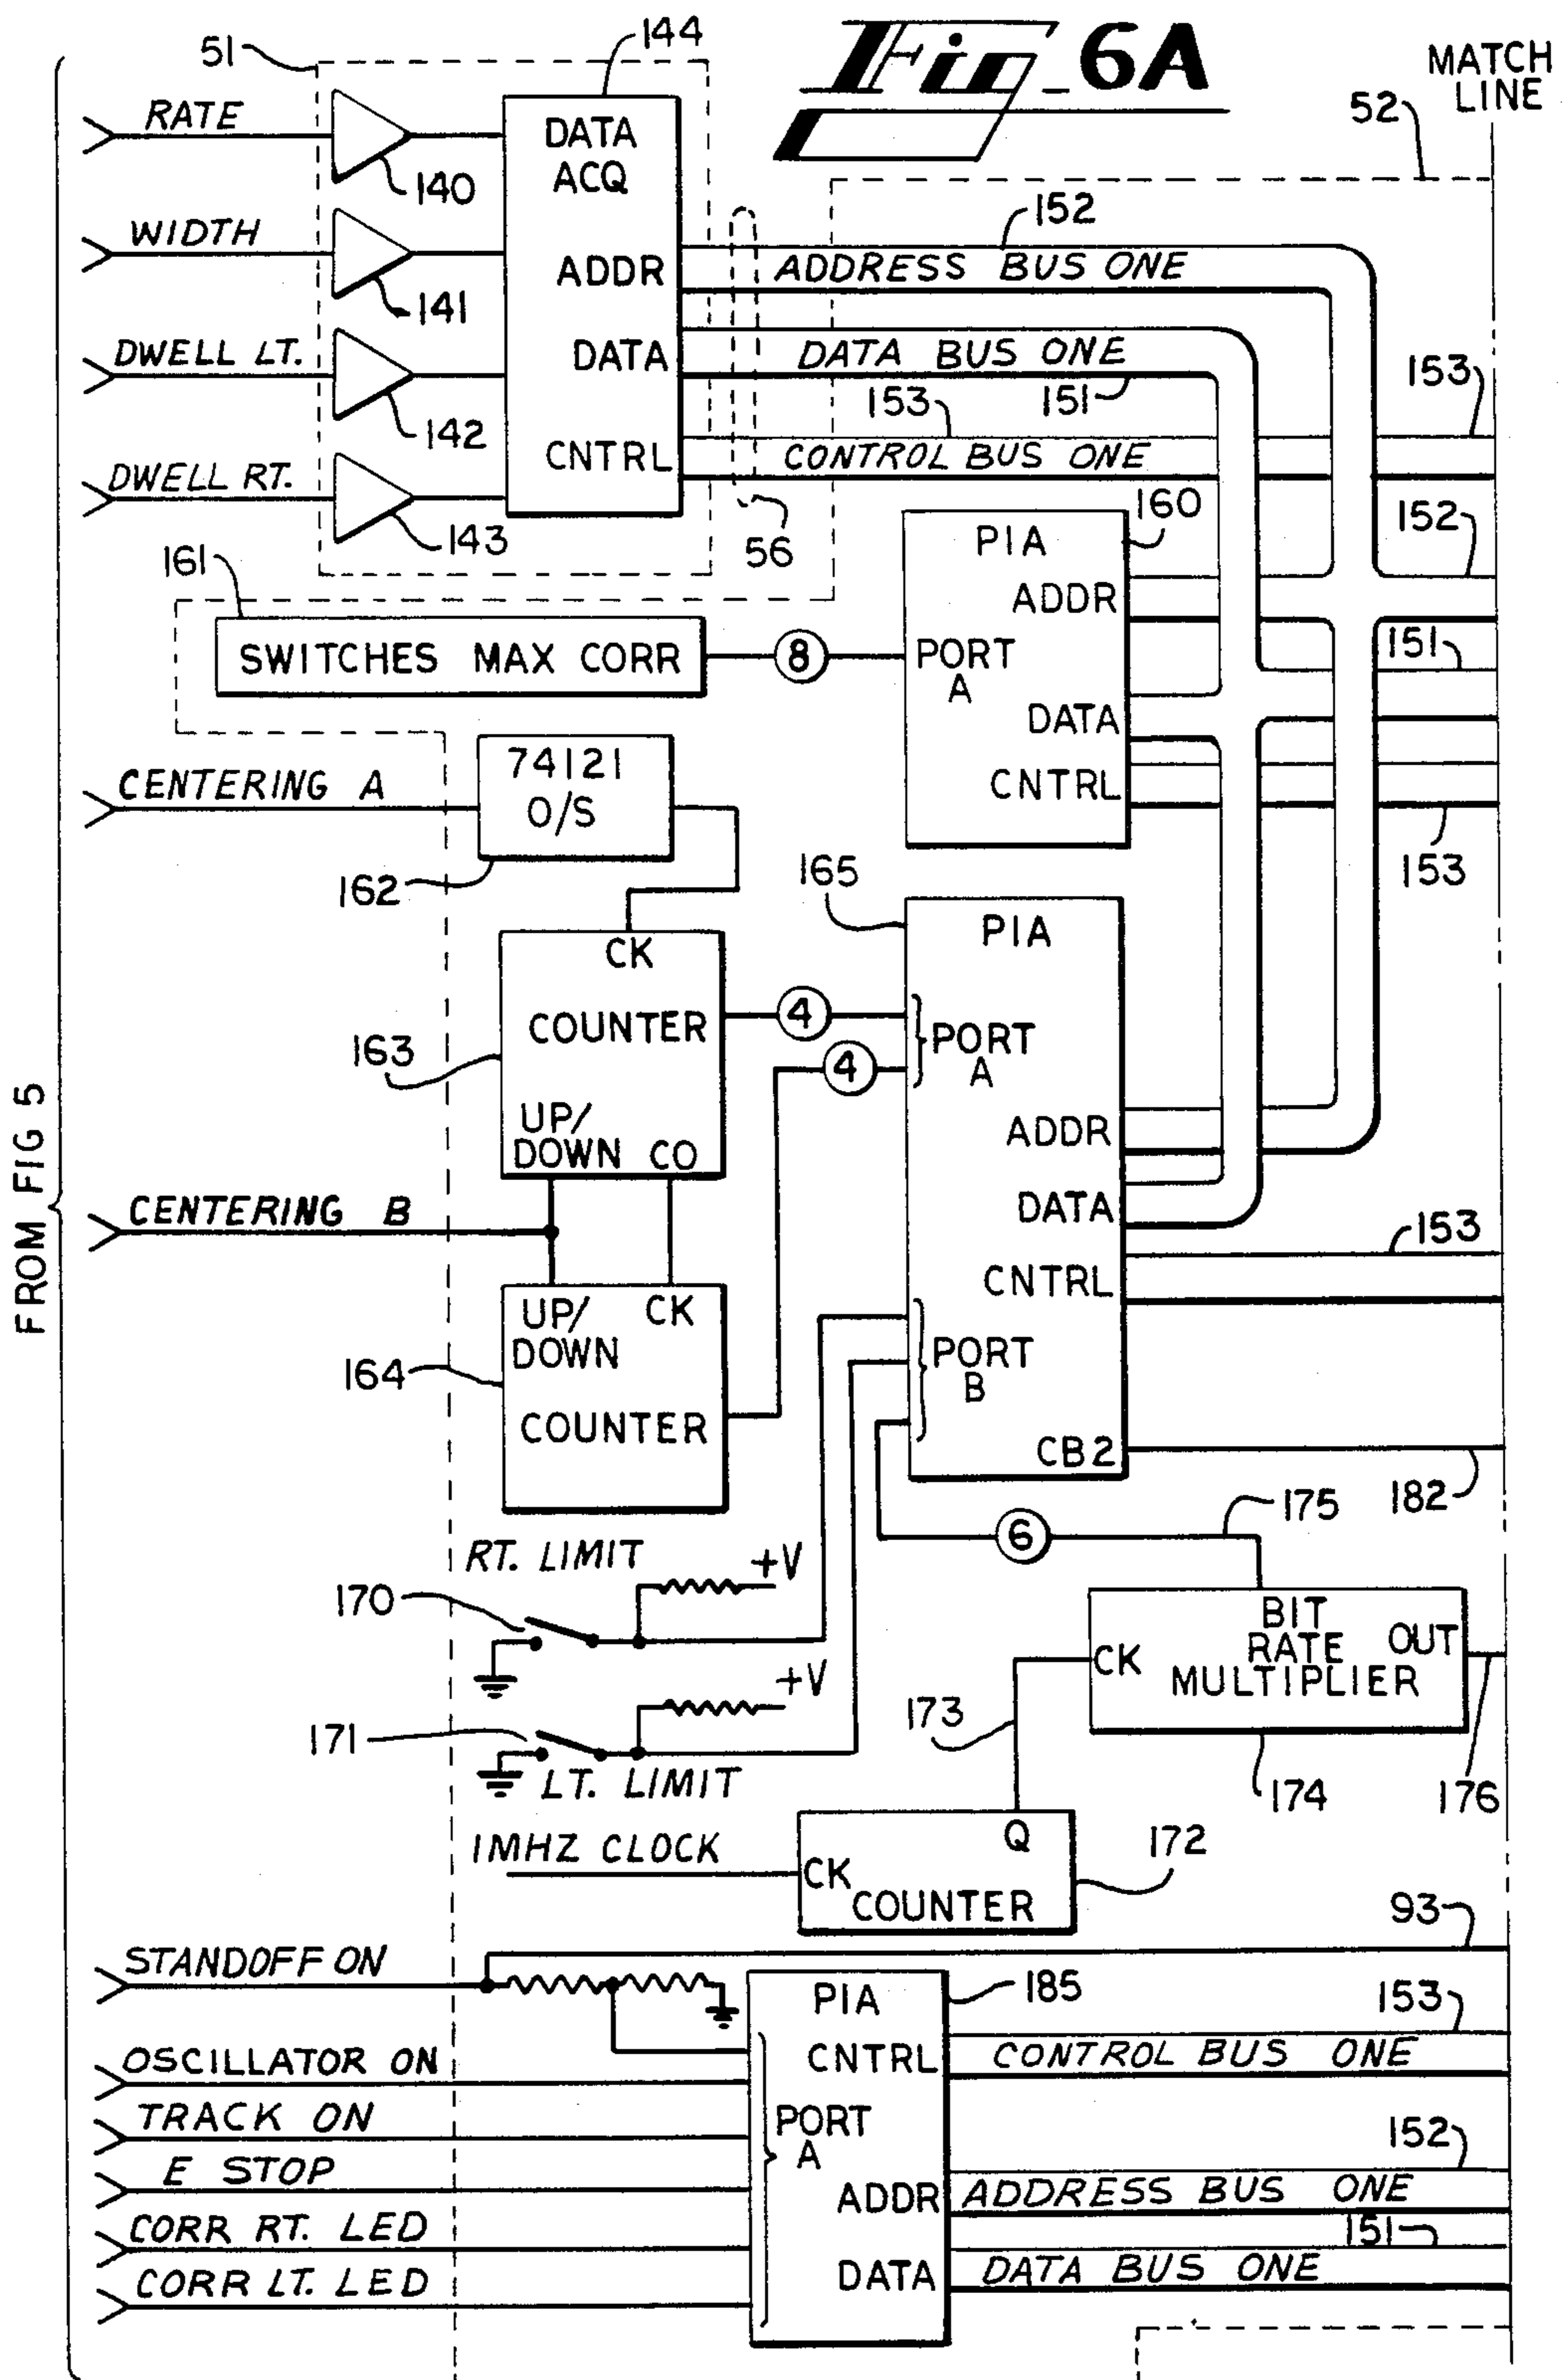 Fig_6A
MATCH
LINE
51
144
52
RATE
140
DATA
ACQ
WIDTH
141
ADDR
152
ADDRESS BUS ONE
DWELL LT.
142
DATA
DATA BUS ONE
151
153
153
DWELL RT.
143
CNTRL
CONTROL BUS ONE
56
160
152
161
SWITCHES MAX CORR
8
PIA
ADDR
PORT
A
DATA
CNTRL
151
153
CENTERING A
74121
O/S
162
165
CK
COUNTER
163
UP/
DOWN CO
4
4
PIA
PORT
A
ADDR
DATA
CNTRL
153
FROM FIG 5
CENTERING B
UP/
DOWN
CK
164
COUNTER
PORT
B
CB2
182
RT. LIMIT
+V
170
6
175
BIT
RATE
MULTIPLIER
CK
OUT
+V
171
LT. LIMIT
173
174
176
1MHZ CLOCK
Q
CK
COUNTER
172
93
STANDOFF ON
PIA
185
153
OSCILLATOR ON
CNTRL
CONTROL BUS ONE
TRACK ON
PORT
A
152
E STOP
ADDR
ADDRESS BUS ONE
CORR RT. LED
151
CORR LT. LED
DATA
DATA BUS ONE